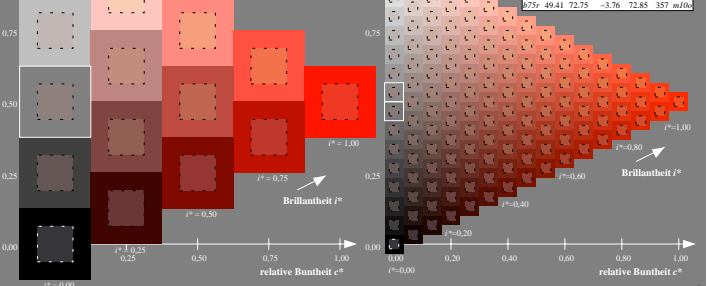 b75r 49.41 72.75 −3.76 72.85 357 m10o
0,75
0,50
0,25
0,00
i* = 1,00
i* = 0,75
i* = 0,50
i* = 0,25
i* = 0,00
Brillantheit i*
0,25
0,50
0,75
1,00
relative Buntheit c*
0,75
0,50
0,25
0,00
i*=1,00
i*=0,80
i*=0,60
i*=0,40
i*=0,20
i*=0,00
Brillantheit i*
0,00
0,20
0,40
0,60
0,80
1,00
relative Buntheit c*